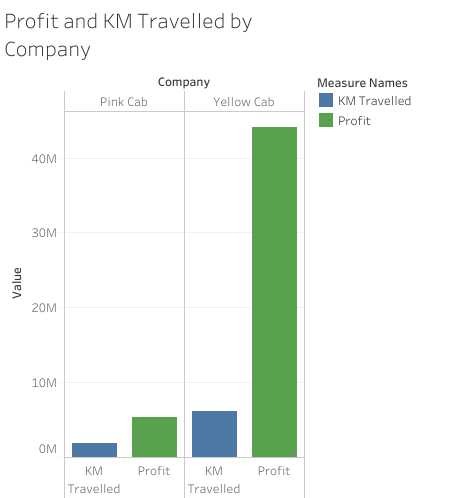 Profit and KM Travelled by
Company
Company
Measure Names
Pink Cab
Yellow Cab
KM Travelled
Profit
40M
30M
Value
20M
10M
0M
KM
Travelled
Profit
KM
Travelled
Profit